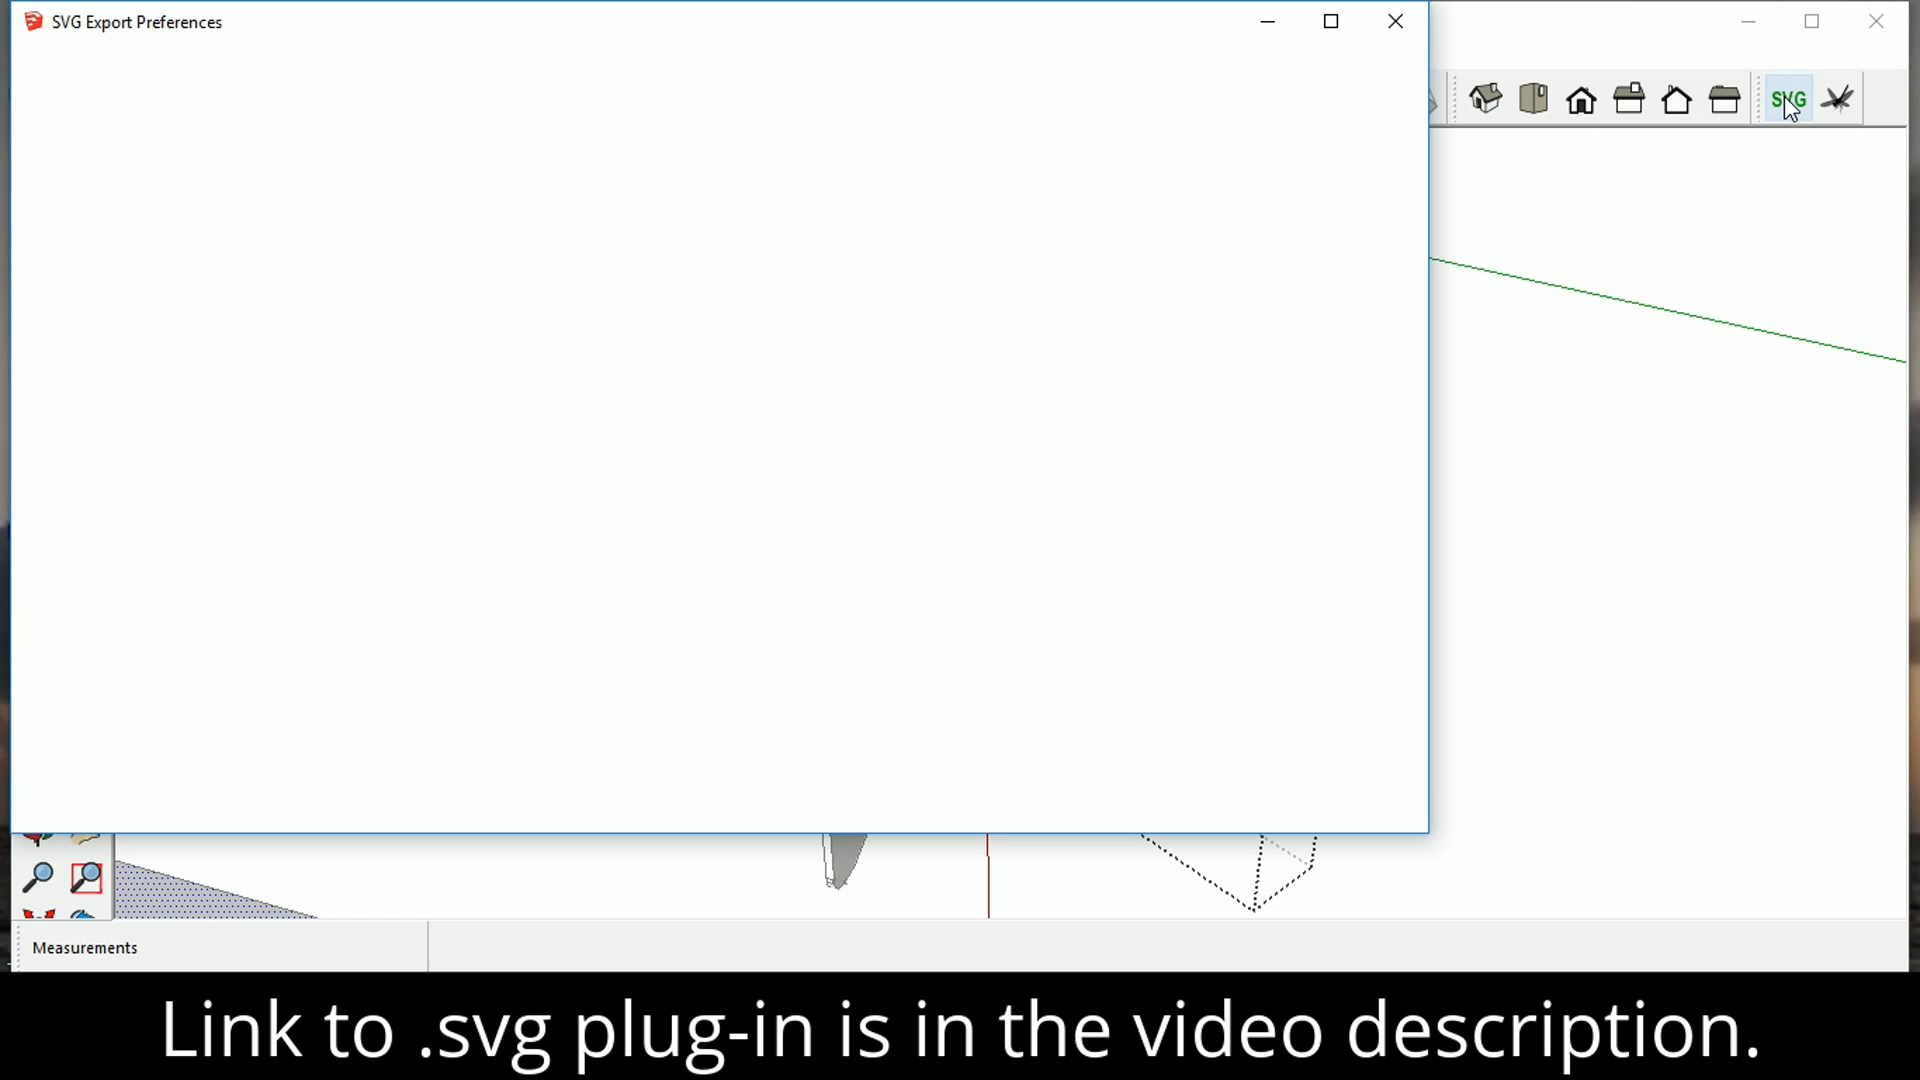 SVG Export Preferences
SVG
Measurements
Link to .svg plug-in is in the video description.